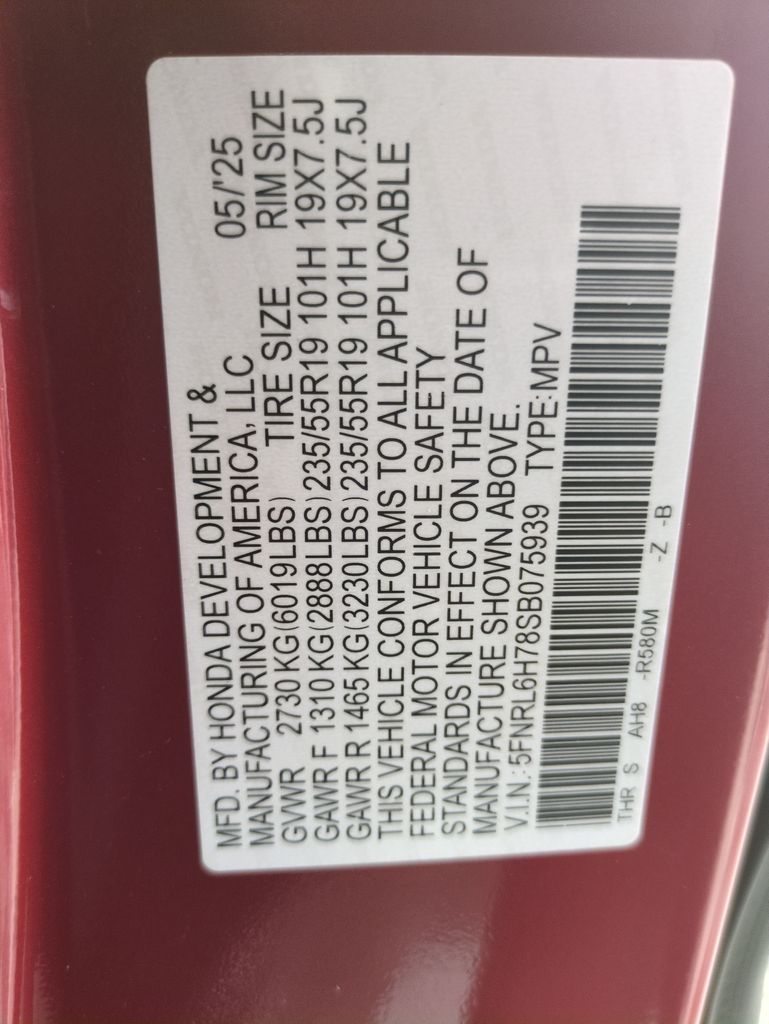 MFD. BY HONDA DEVELOPMENT &
MANUFACTURING OF AMERICA, LLC 05/'25
GVWR 2730 KG(6019LBS) TIRE SIZE RIM SIZE
GAWR F 1310 KG(2888LBS) 235/55R19 101H 19X7.5J
GAWR R 1465 KG(3230LBS) 235/55R19 101H 19X7.5J
THIS VEHICLE CONFORMS TO ALL APPLICABLE
FEDERAL MOTOR VEHICLE SAFETY
STANDARDS IN EFFECT ON THE DATE OF
MANUFACTURE SHOWN ABOVE.
V.I.N.:5FNRL6H78SB075939 TYPE:MPV
THR S AH8 -R580M -Z -B